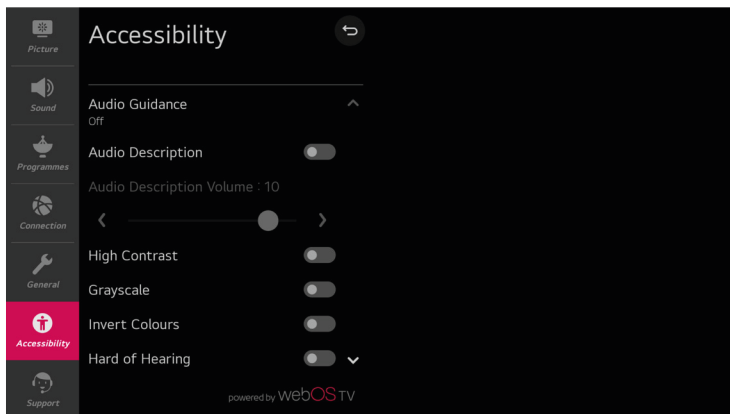 Picture
Sound
Programmes
Connection
General
Accessibility
Support
Accessibility
Audio Guidance
Off
Audio Description
Audio Description Volume : 10
High Contrast
Grayscale
Invert Colours
Hard of Hearing
powered by webOS TV